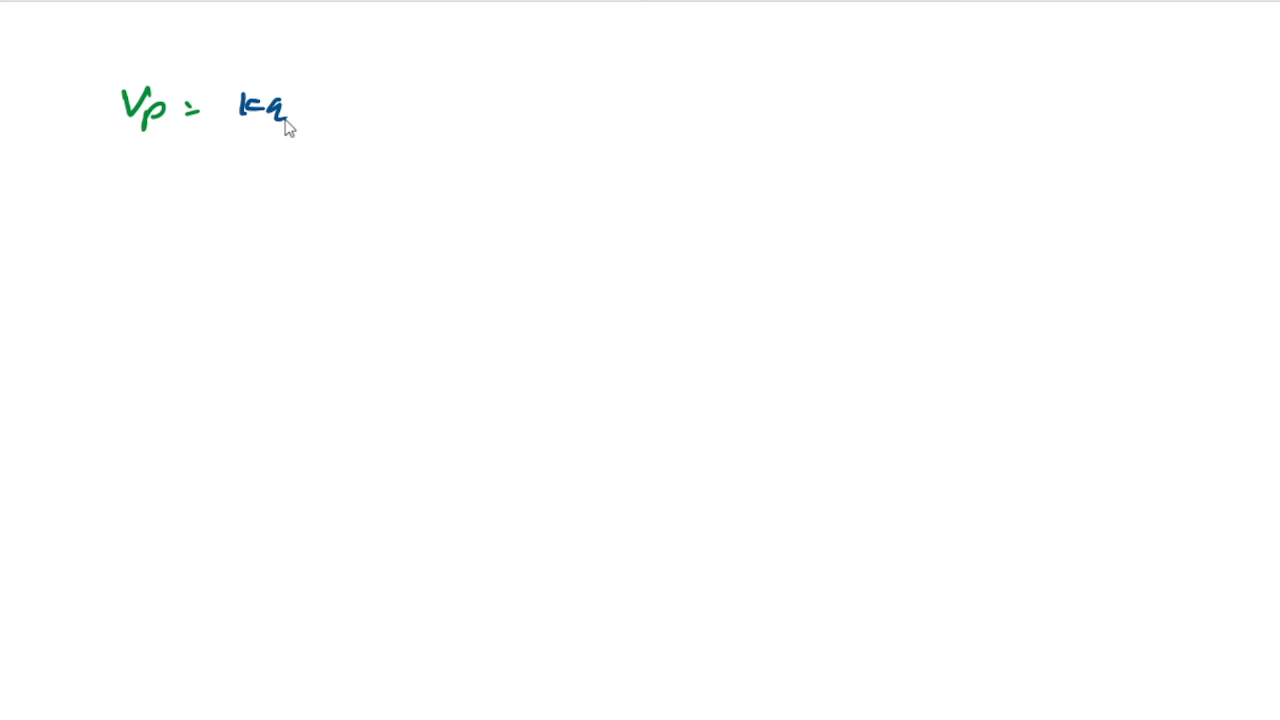 Vp = kq